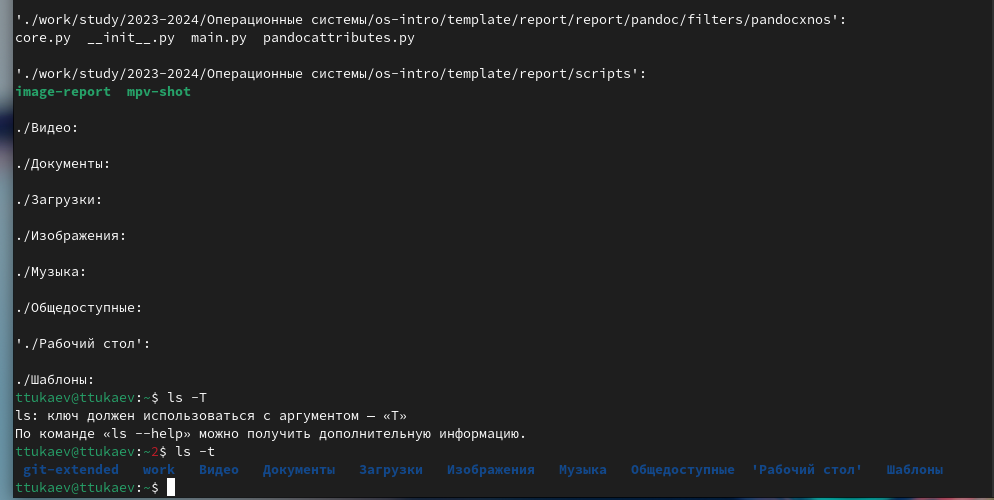 './work/study/2023-2024/Операционные системы/os-intro/template/report/report/pandoc/filters/pandocxnos':
core.py  __init__.py  main.py  pandocattributes.py
'./work/study/2023-2024/Операционные системы/os-intro/template/report/scripts':
image-report  mpv-shot
./Видео:
./Документы:
./Загрузки:
./Изображения:
./Музыка:
./Общедоступные:
'./Рабочий стол':
./Шаблоны:
ttukaev@ttukaev:~$ ls -T
ls: ключ должен использоваться с аргументом — «T»
По команде «ls --help» можно получить дополнительную информацию.
ttukaev@ttukaev:~2$ ls -t
git-extended  work  Видео  Документы  Загрузки  Изображения  Музыка  Общедоступные  'Рабочий стол'  Шаблоны
ttukaev@ttukaev:~$